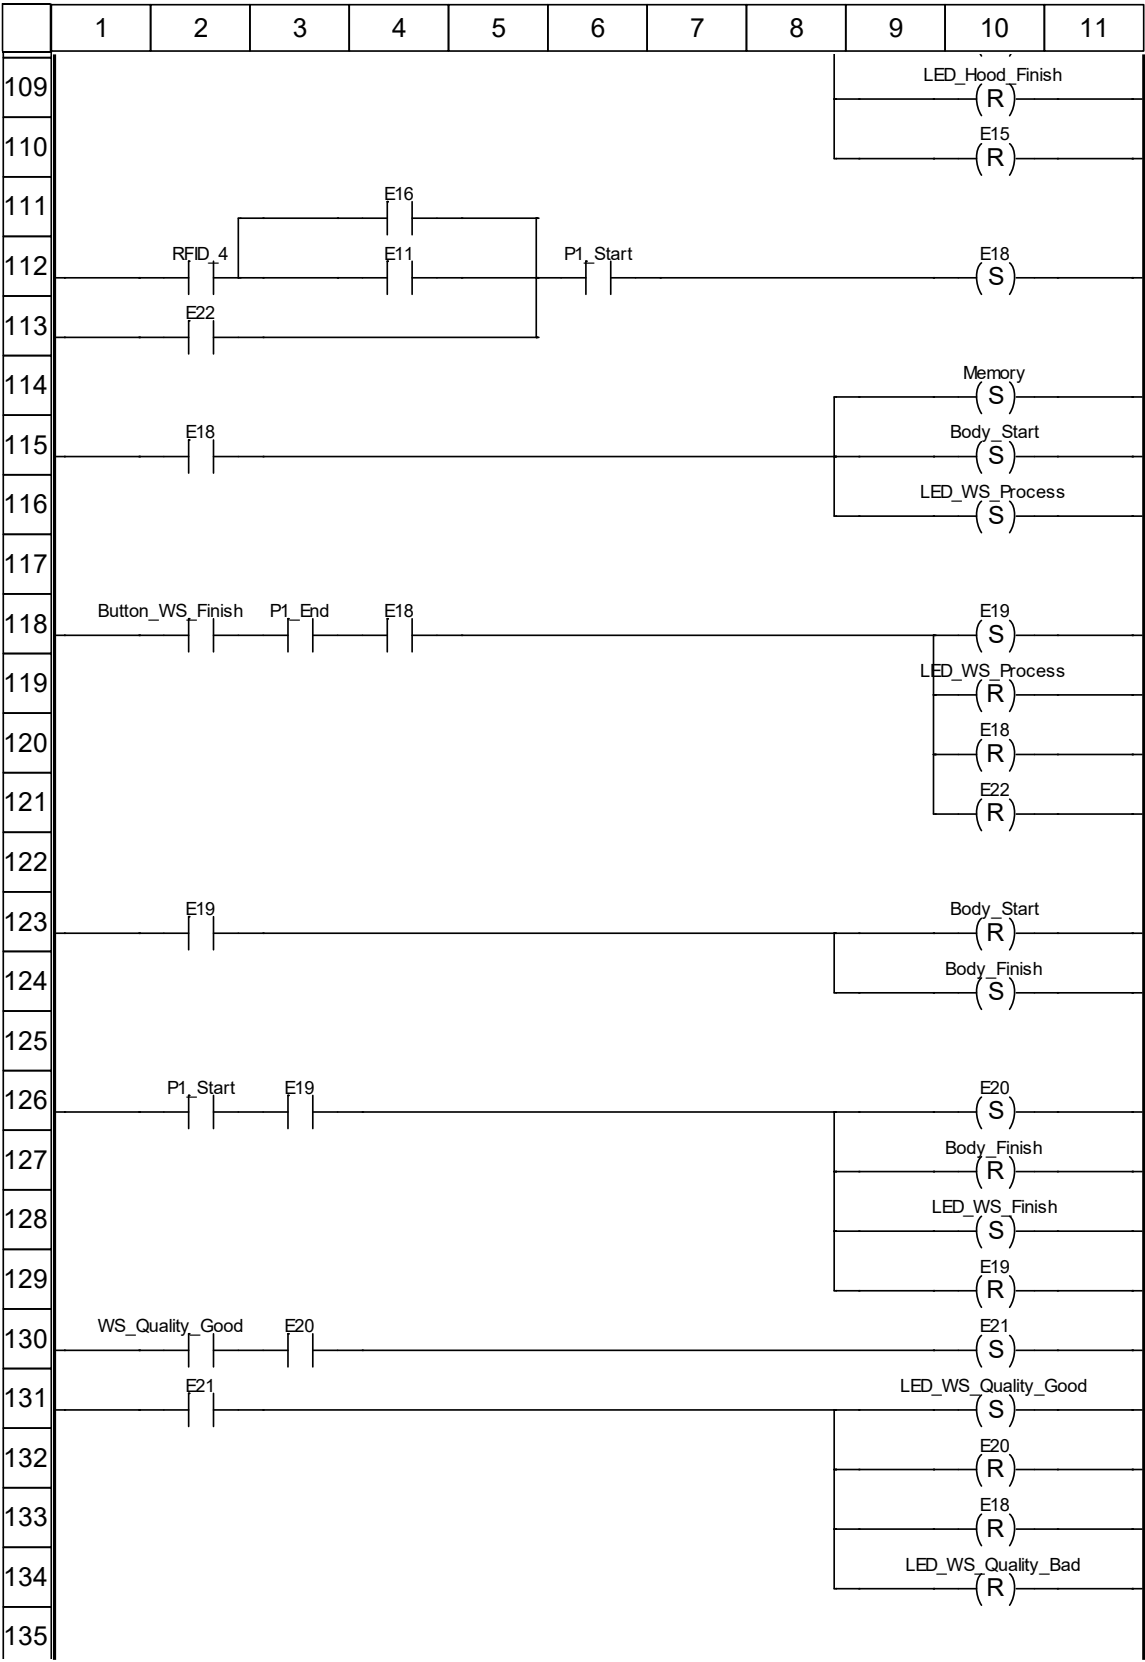 1 2 3 4 5 6 7 8 9 10 11
LED_Hood_Finish
109 (R)
E15
110 (R)
E16
111
RFID_4 E11 P1_Start E18
112 (S)
E22
113
Memory
114 (S)
E18 Body_Start
115 (S)
LED_WS_Process
116 (S)
117
Button_WS_Finish P1_End E18 E19
118 (S)
LED_WS_Process
119 (R)
E18
120 (R)
E22
121 (R)
122
E19 Body_Start
123 (R)
Body_Finish
124 (S)
125
P1_Start E19 E20
126 (S)
Body_Finish
127 (R)
LED_WS_Finish
128 (S)
E19
129 (R)
WS_Quality_Good E20 E21
130 (S)
E21 LED_WS_Quality_Good
131 (S)
E20
132 (R)
E18
133 (R)
LED_WS_Quality_Bad
134 (R)
135